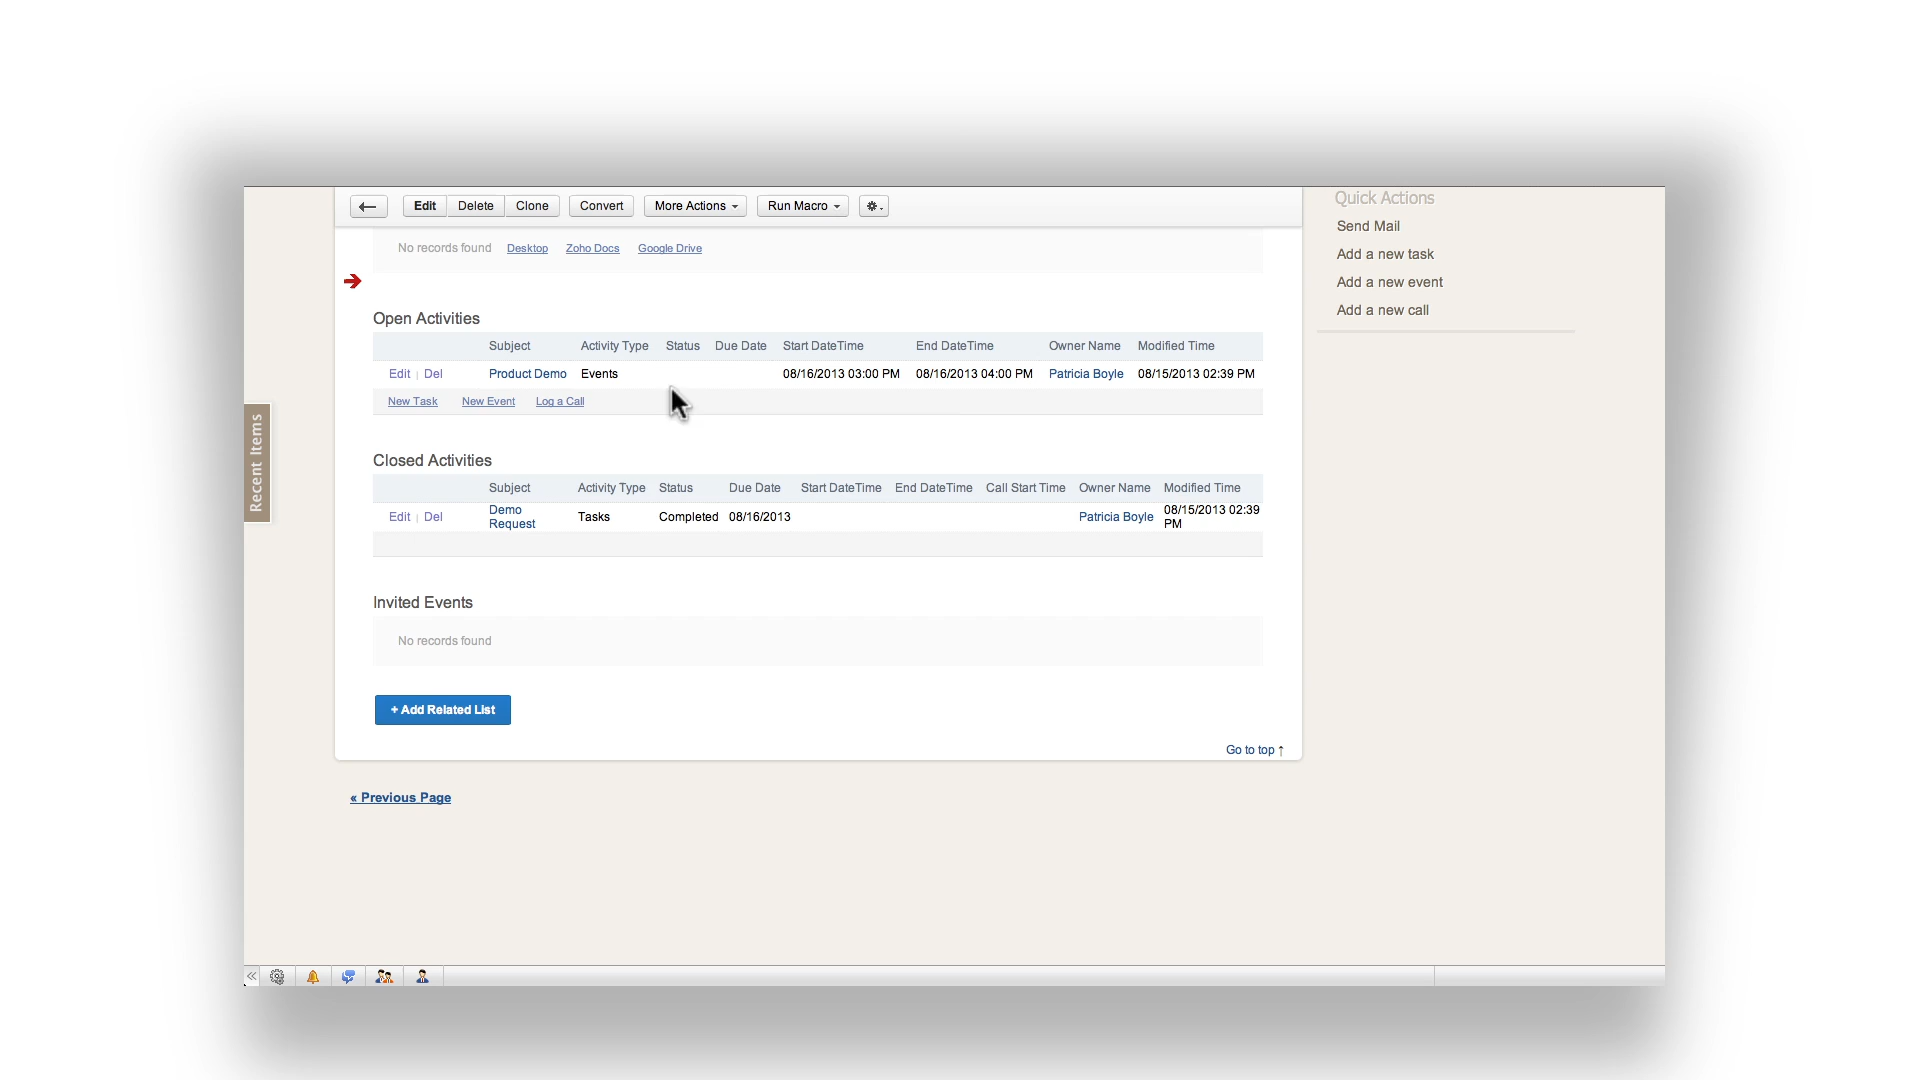 Edit Delete Clone Convert More Actions Run Macro
Quick Actions
Send Mail
Add a new task
Add a new event
Add a new call
No records found Desktop Zoho Docs Google Drive
Open Activities
Subject Activity Type Status Due Date Start DateTime End DateTime Owner Name Modified Time
Edit | Del Product Demo Events 08/16/2013 03:00 PM 08/16/2013 04:00 PM Patricia Boyle 08/15/2013 02:39 PM
New Task New Event Log a Call
Recent Items
Closed Activities
Subject Activity Type Status Due Date Start DateTime End DateTime Call Start Time Owner Name Modified Time
Edit | Del Demo Request Tasks Completed 08/16/2013 Patricia Boyle 08/15/2013 02:39 PM
Invited Events
No records found
+ Add Related List
Go to top ↑
« Previous Page